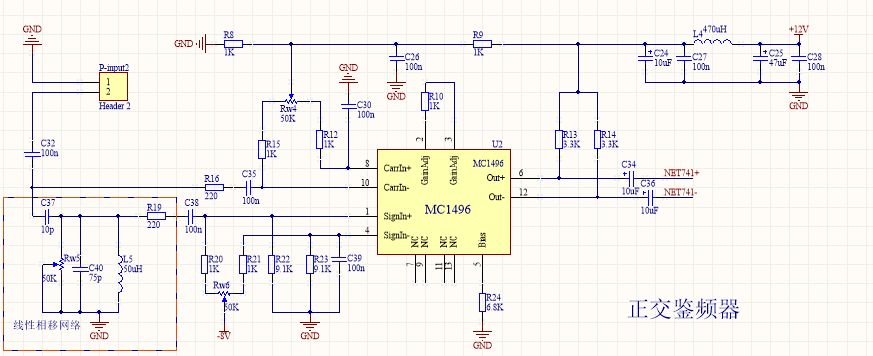 GND
P-input2
1
2
Header 2
C32
100n
GND
R8
1K
Rw4
50K
R15
1K
R12
1K
GND
C30
100n
C26
100n
GND
R9
1K
R10
1K
L4
470uH
+12V
C24
10uF
C27
100n
C25
47uF
C28
100n
GND
R13
3.3K
R14
3.3K
U2
MC1496
MC1496
2
3
GainAdj
GainAdj
8
CarrIn+
10
CarrIn-
1
SignIn+
4
SignIn-
Out+
6
Out-
12
NC
NC
NC
NC
Bias
7
9
11
13
5
C34
10uF
NET741+
C36
10uF
NET741-
R16
220
C35
100n
C37
10p
R19
220
C38
100n
Rw5
50K
C40
75p
L5
50uH
线性相移网络
GND
R20
1K
R21
1K
R22
9.1K
R23
9.1K
C39
100n
Rw6
50K
-8V
GND
R24
6.8K
GND
正交鉴频器